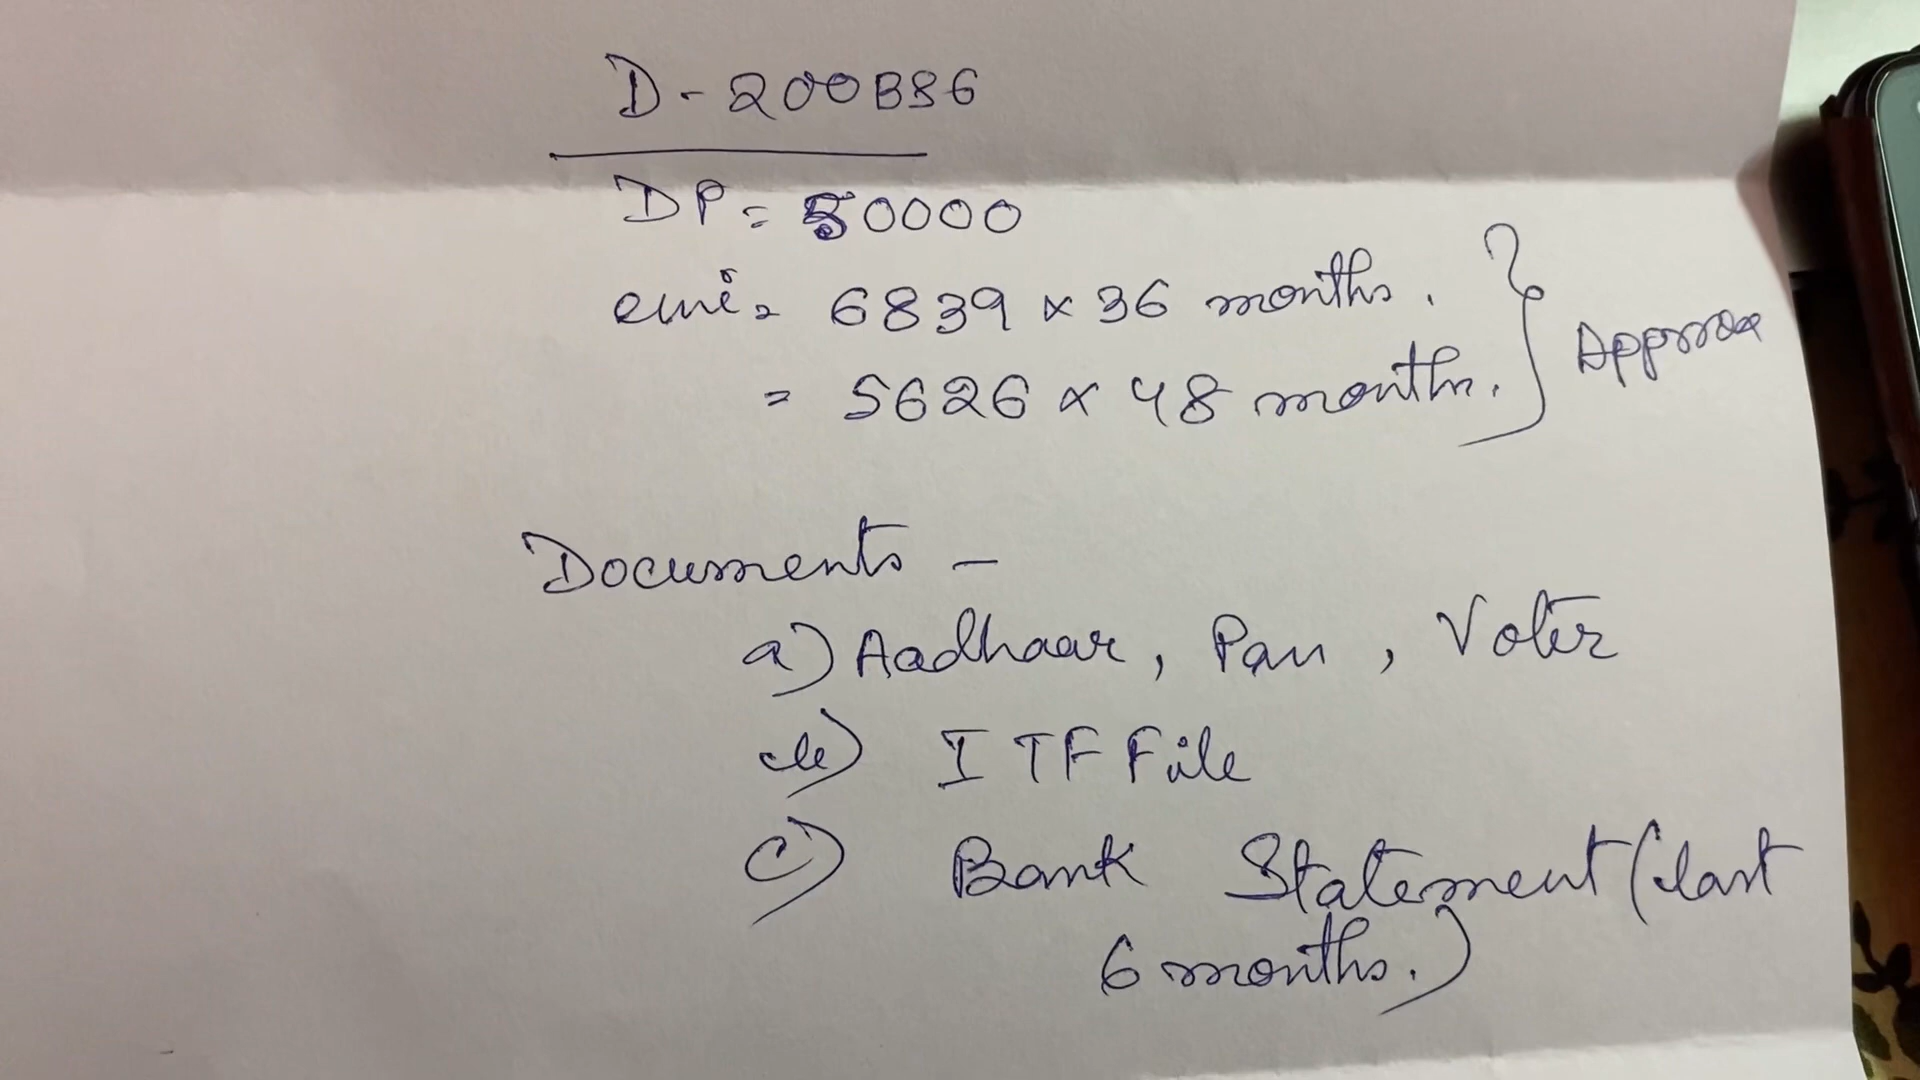 D - 200BS6
DP = 50000
emi = 6839 x 36 months.
= 5626 x 48 months.
} Approx
Documents -
a) Aadhaar, Pan, Voter
b) ITF File
c) Bank Statement (last
6 months.)